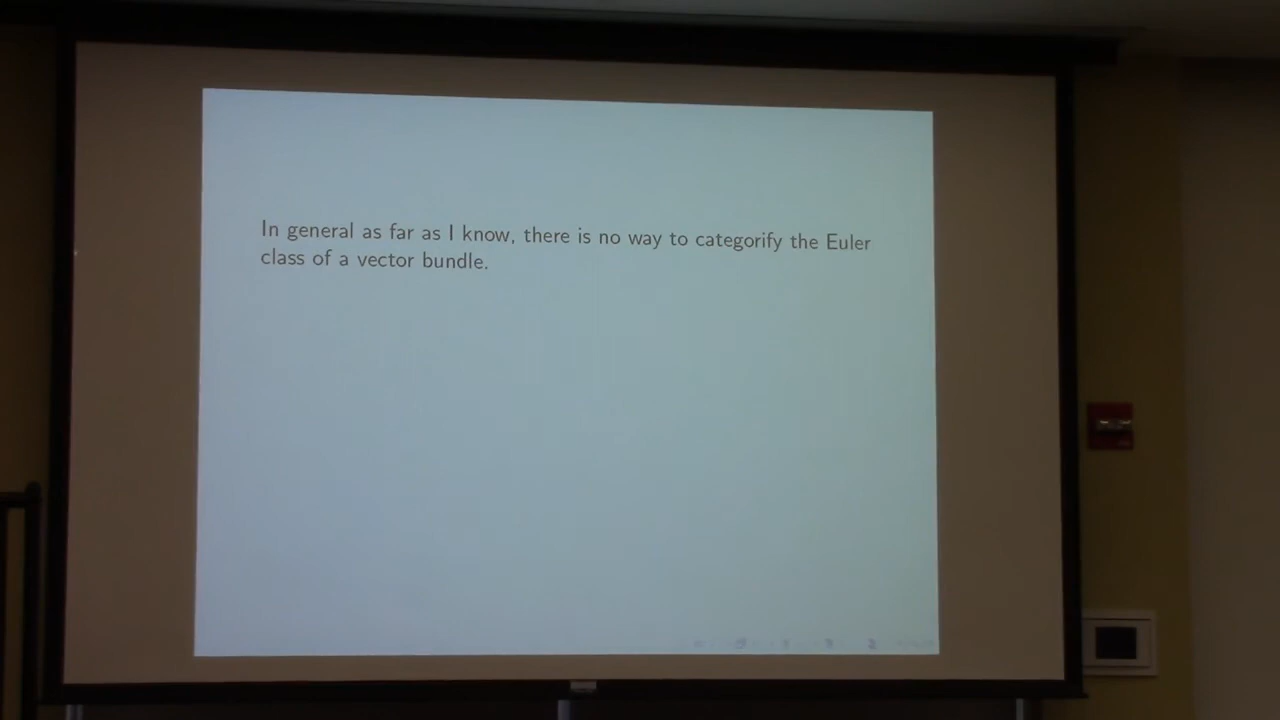 In general as far as I know, there is no way to categorify the Euler
class of a vector bundle.